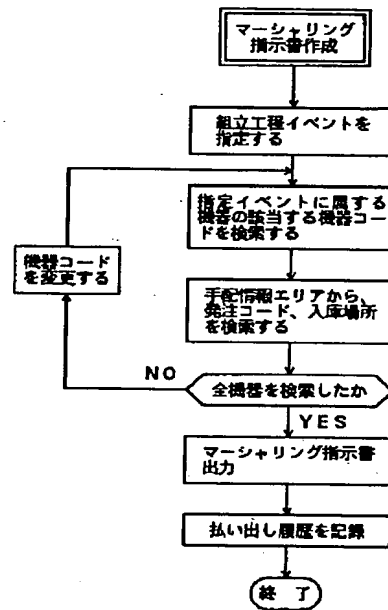 マーシャリング
指示書作成
組立工程イベントを
指定する
指定イベントに属する
機器の該当する機器コー
ドを検索する
機器コード
を変更する
手配情報エリアから、
発注コード、入庫場所
を検索する
NO
全機器を検索したか
YES
マーシャリング指示書
出力
払い出し履歴を記録
終 了